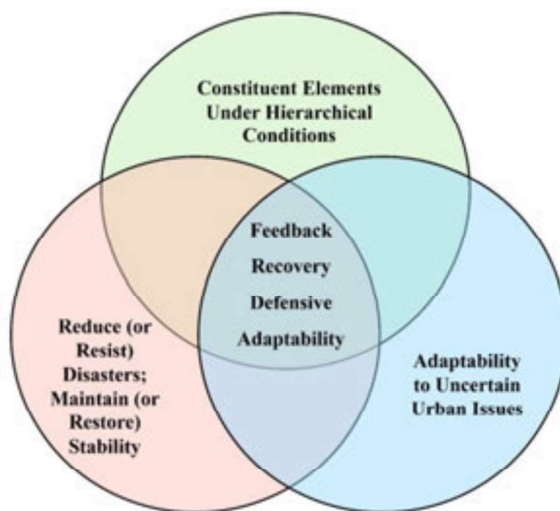 Constituent Elements
Under Hierarchical
Conditions
Feedback
Recovery
Defensive
Adaptability
Reduce (or
Resist)
Disasters;
Maintain (or
Restore)
Stability
Adaptability
to Uncertain
Urban Issues